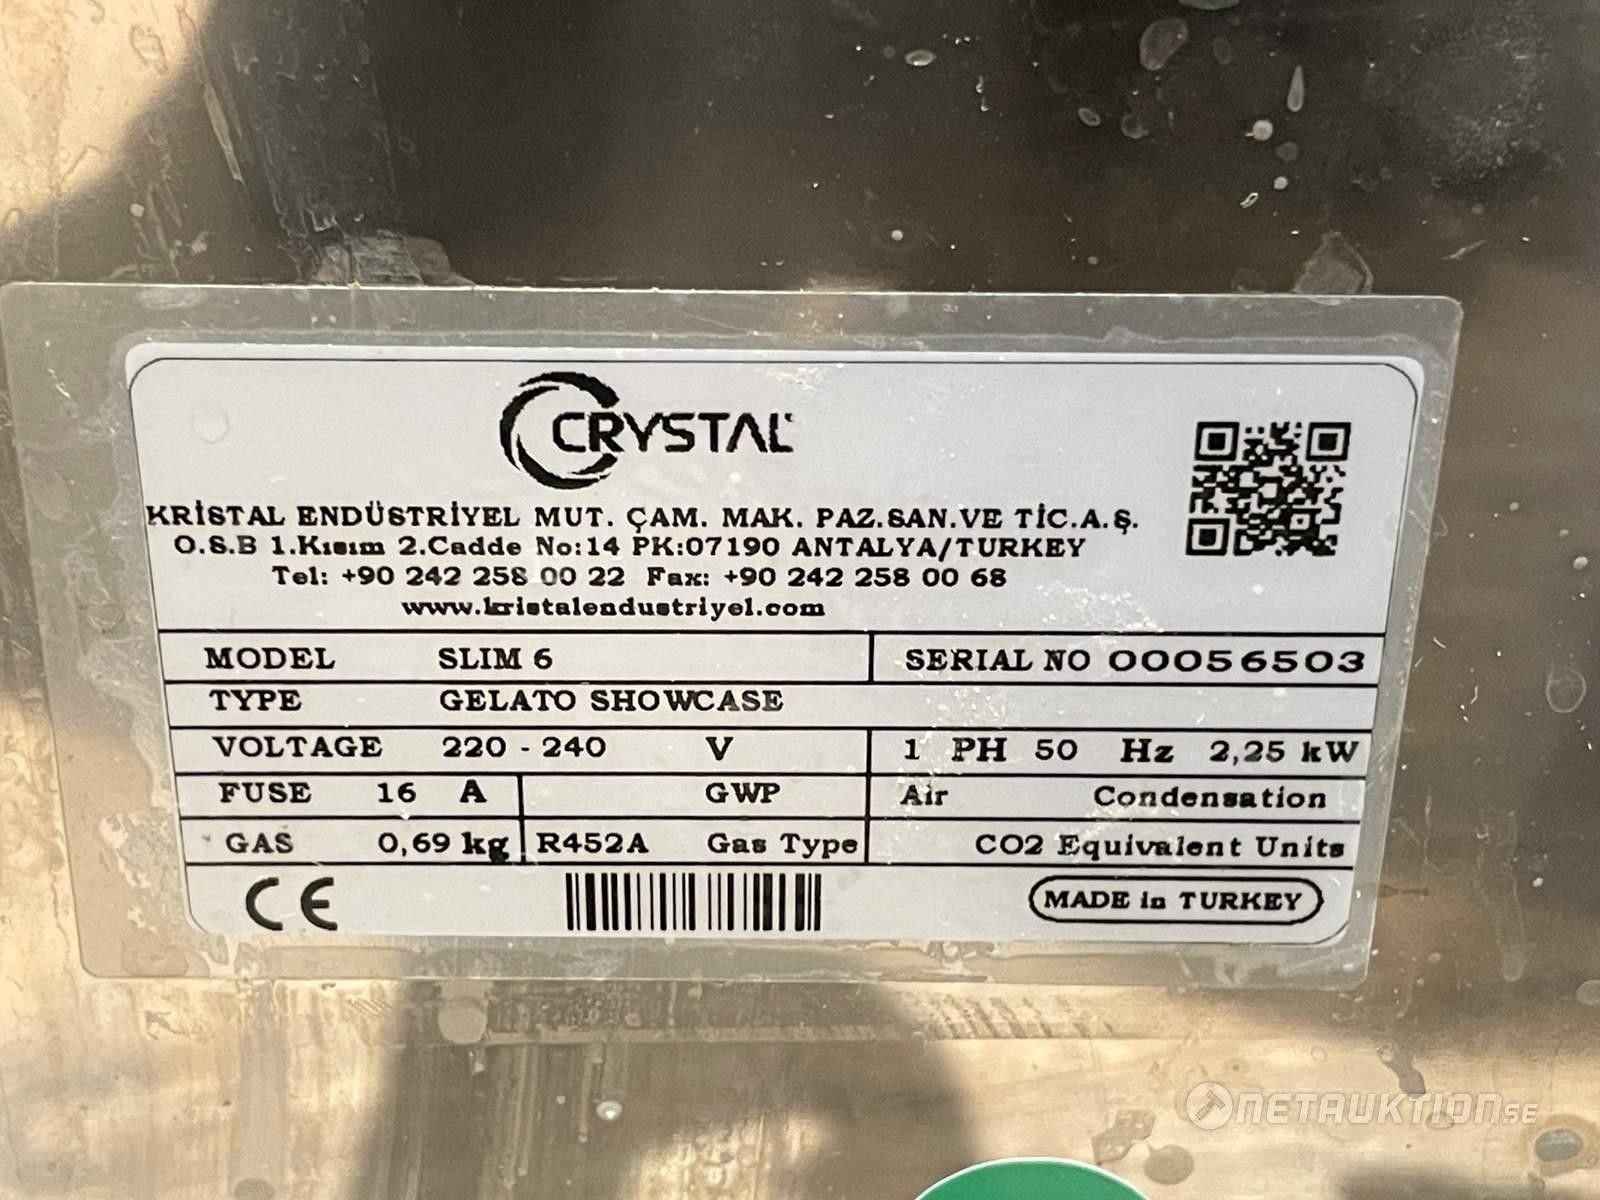 CRYSTAL
KRİSTAL ENDÜSTRİYEL MUT. ÇAM. MAK. PAZ.SAN.VE TİC.A.Ş.
O.S.B 1.Kısım 2.Cadde No:14 PK:07190 ANTALYA/TURKEY
Tel: +90 242 258 00 22 Fax: +90 242 258 00 68
www.kristalendustriyel.com
MODEL SLIM 6 SERIAL NO 00056503
TYPE GELATO SHOWCASE
VOLTAGE 220 - 240 V 1 PH 50 Hz 2,25 kW
FUSE 16 A GWP Air Condensation
GAS 0,69 kg R452A Gas Type CO2 Equivalent Units
CE MADE in TURKEY
NETAUKTION.SE